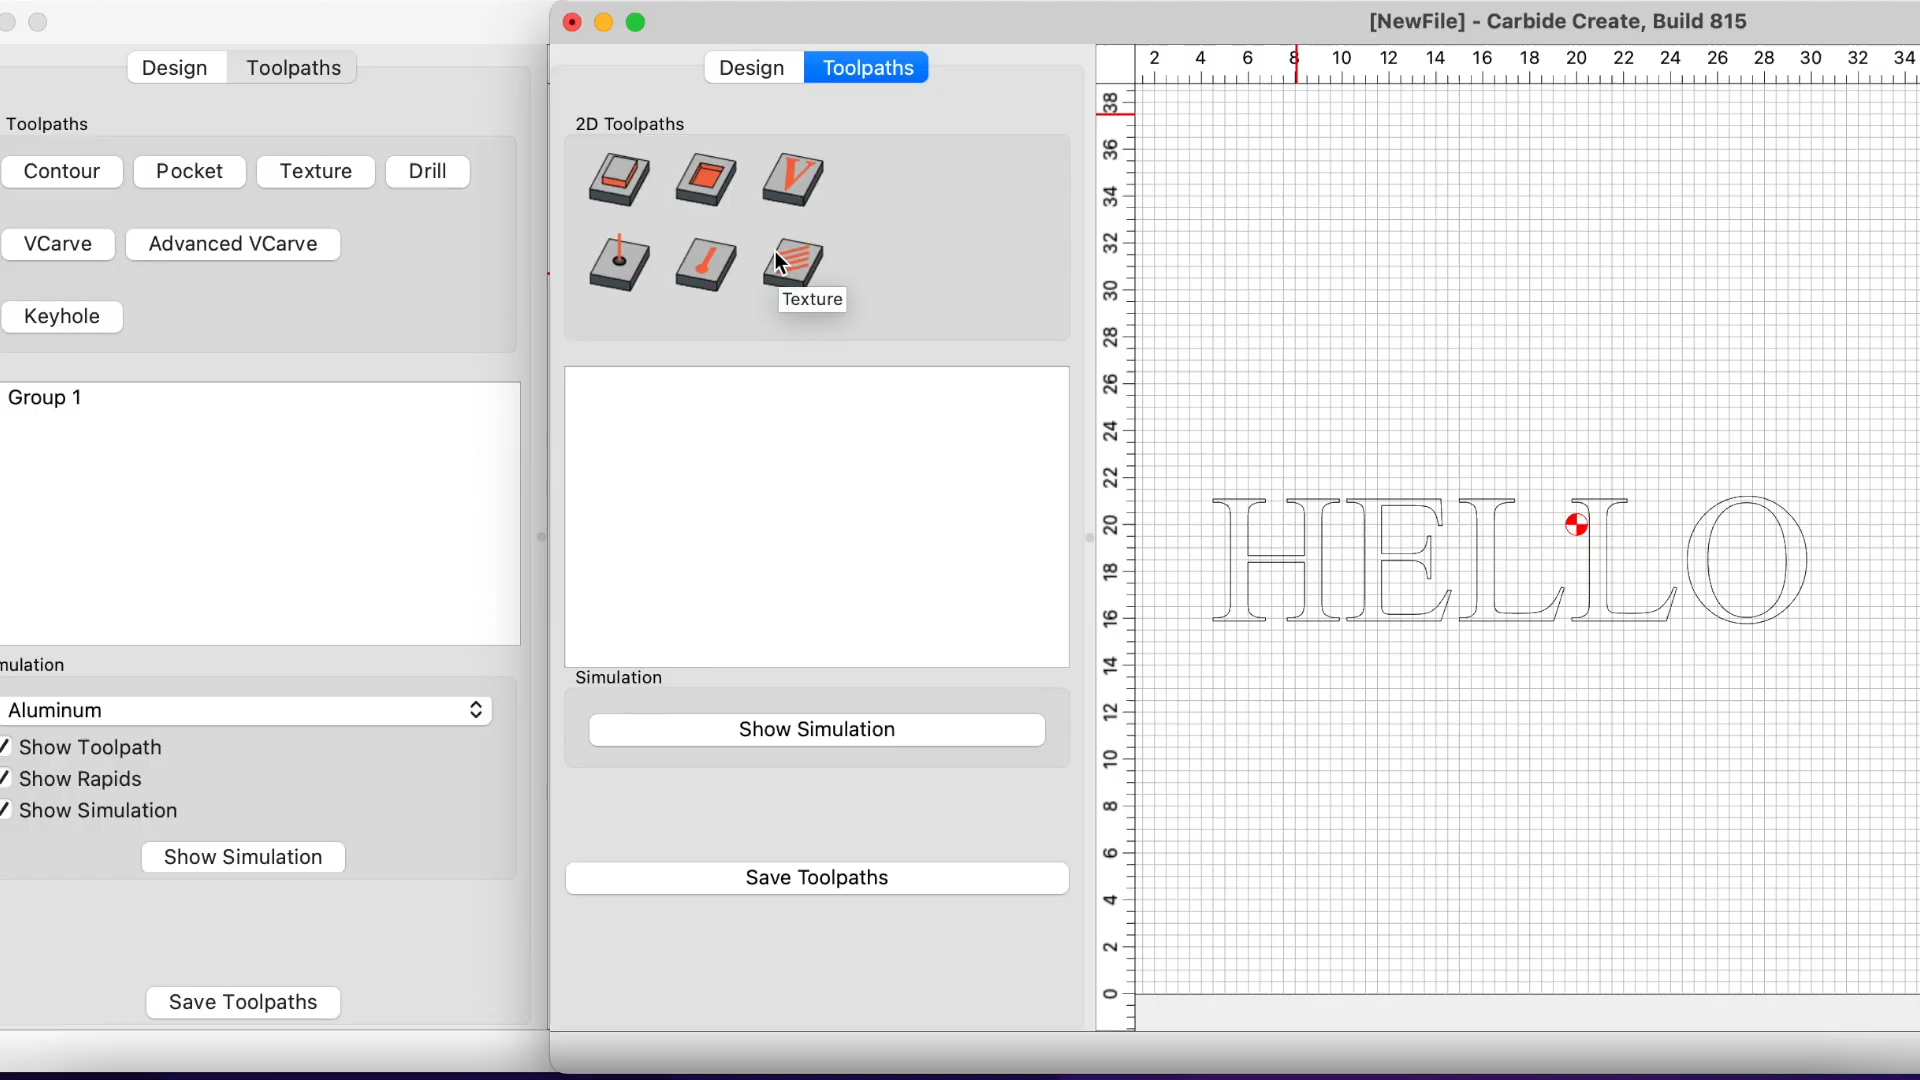 [NewFile] - Carbide Create, Build 815
Design
Toolpaths
Toolpaths
Contour
Pocket
Texture
Drill
VCarve
Advanced VCarve
Keyhole
Group 1
mulation
Aluminum
Show Toolpath
Show Rapids
Show Simulation
Show Simulation
Save Toolpaths
Design
Toolpaths
2D Toolpaths
V
Texture
Simulation
Show Simulation
Save Toolpaths
2 4 6 8 10 12 14 16 18 20 22 24 26 28 30 32 34
38
36
34
32
30
28
26
24
22
20
18
16
14
12
10
8
6
4
2
0
HELLO